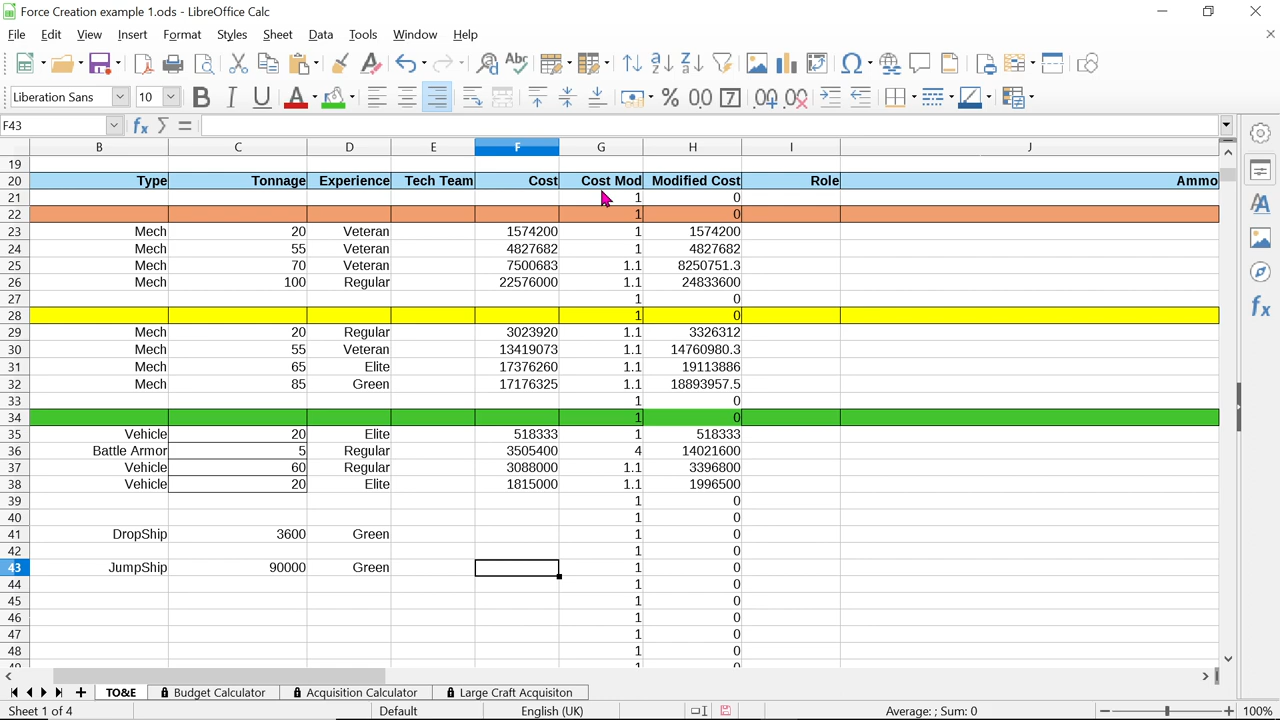 Force Creation example 1.ods - LibreOffice Calc
File Edit View Insert Format Styles Sheet Data Tools Window Help
Liberation Sans 10
F43
B C D E F G H I J
19
20 Type Tonnage Experience Tech Team Cost Cost Mod Modified Cost Role Ammo
21 1 0
22 1 0
23 Mech 20 Veteran 1574200 1 1574200
24 Mech 55 Veteran 4827682 1 4827682
25 Mech 70 Veteran 7500683 1.1 8250751.3
26 Mech 100 Regular 22576000 1.1 24833600
27 1 0
28 1 0
29 Mech 20 Regular 3023920 1.1 3326312
30 Mech 55 Veteran 13419073 1.1 14760980.3
31 Mech 65 Elite 17376260 1.1 19113886
32 Mech 85 Green 17176325 1.1 18893957.5
33 1 0
34 1 0
35 Vehicle 20 Elite 518333 1 518333
36 Battle Armor 5 Regular 3505400 4 14021600
37 Vehicle 60 Regular 3088000 1.1 3396800
38 Vehicle 20 Elite 1815000 1.1 1996500
39 1 0
40 1 0
41 DropShip 3600 Green 1 0
42 1 0
43 JumpShip 90000 Green 1 0
44 1 0
45 1 0
46 1 0
47 1 0
48 1 0
49 1 0
TO&E Budget Calculator Acquisition Calculator Large Craft Acquisiton
Sheet 1 of 4 Default English (UK) Average: ; Sum: 0 100%